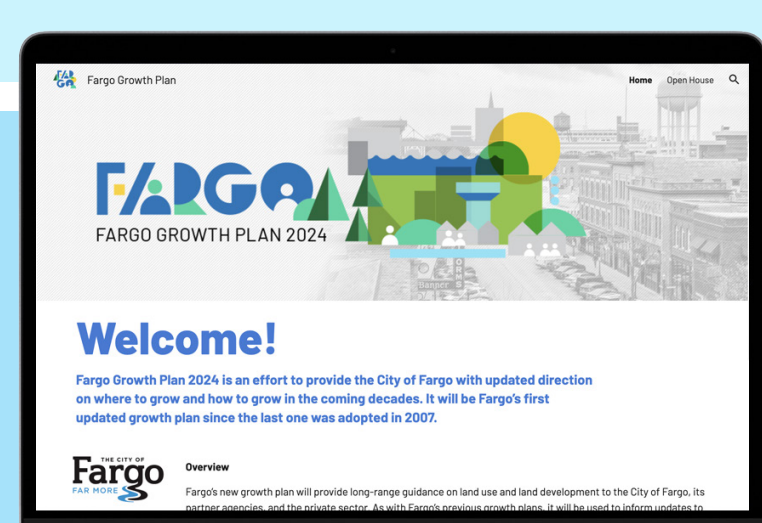 FARGO
Fargo Growth Plan
Home
Open House
FARGO
FARGO GROWTH PLAN 2024
Banner
FORMS
Welcome!
Fargo Growth Plan 2024 is an effort to provide the City of Fargo with updated direction
on where to grow and how to grow in the coming decades. It will be Fargo's first
updated growth plan since the last one was adopted in 2007.
THE CITY OF
Fargo
FAR MORE
Overview
Fargo's new growth plan will provide long-range guidance on land use and land development to the City of Fargo, its
partner agencies, and the private sector. As with Fargo's previous growth plans, it will be used to inform updates to